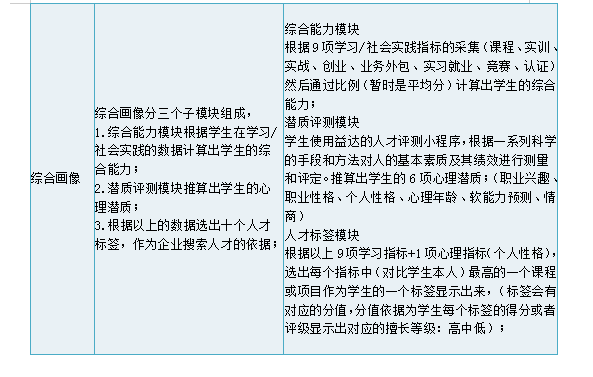 综合画像
综合画像分三个子模块组成，
1.综合能力模块根据学生在学习/
社会实践的数据计算出学生的综
合能力；
2.潜质评测模块推算出学生的心
理潜质；
3.根据以上的数据选出十个人才
标签，作为企业搜索人才的依据；
综合能力模块
根据9项学习/社会实践指标的采集（课程、实训、
实战、创业、业务外包、实习就业、竞赛、认证）
然后通过比例（暂时是平均分）计算出学生的综合
能力；
潜质评测模块
学生使用益达的人才评测小程序，根据一系列科学
的手段和方法对人的基本素质及其绩效进行测量
和评定。推算出学生的6项心理潜质；（职业兴趣、
职业性格、个人性格、心理年龄、软能力预测、情
商）
人才标签模块
根据以上9项学习指标+1项心理指标（个人性格），
选出每个指标中（对比学生本人）最高的一个课程
或项目作为学生的一个标签显示出来，（标签会有
对应的分值，分值依据为学生每个标签的得分或者
评级显示出对应的擅长等级：高中低）；